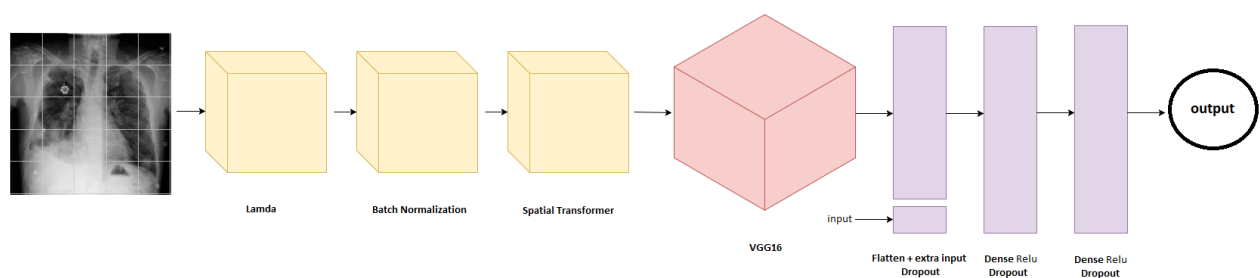 output
input
Lamda
Batch Normalization
Spatial Transformer
VGG16
Flatten + extra input
Dropout
Dense Relu
Dropout
Dense Relu
Dropout